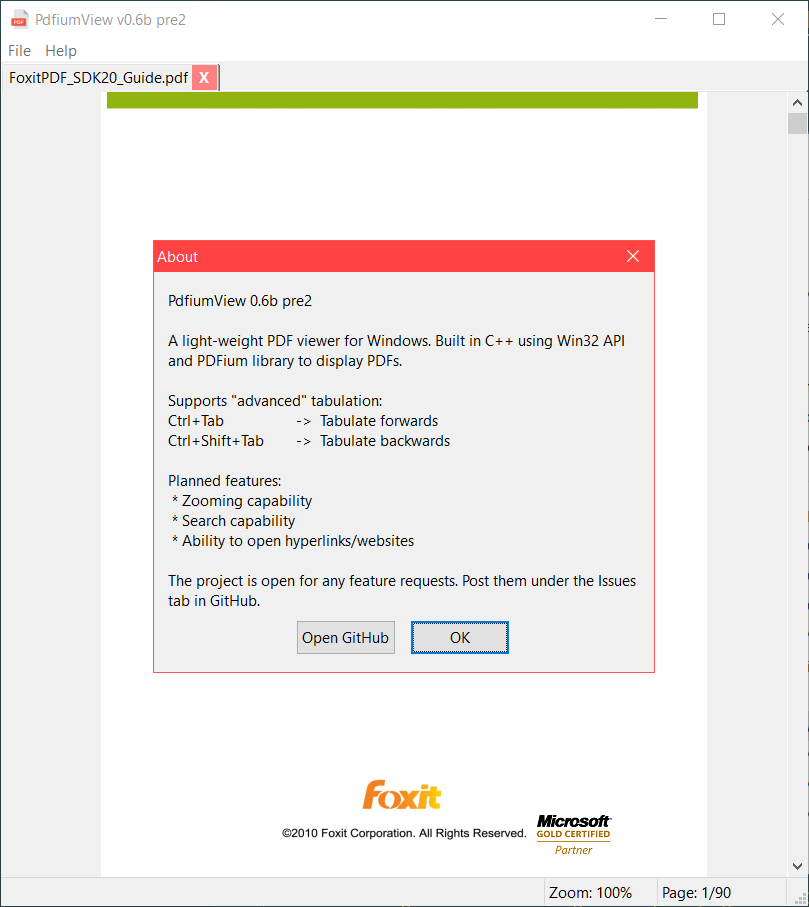 PdfiumView v0.6b pre2
File Help
FoxitPDF_SDK20_Guide.pdf X
About
PdfiumView 0.6b pre2
A light-weight PDF viewer for Windows. Built in C++ using Win32 API
and PDFium library to display PDFs.
Supports "advanced" tabulation:
Ctrl+Tab -> Tabulate forwards
Ctrl+Shift+Tab -> Tabulate backwards
Planned features:
* Zooming capability
* Search capability
* Ability to open hyperlinks/websites
The project is open for any feature requests. Post them under the Issues
tab in GitHub.
Open GitHub OK
foxit
©2010 Foxit Corporation. All Rights Reserved.
Microsoft
GOLD CERTIFIED
Partner
Zoom: 100% Page: 1/90